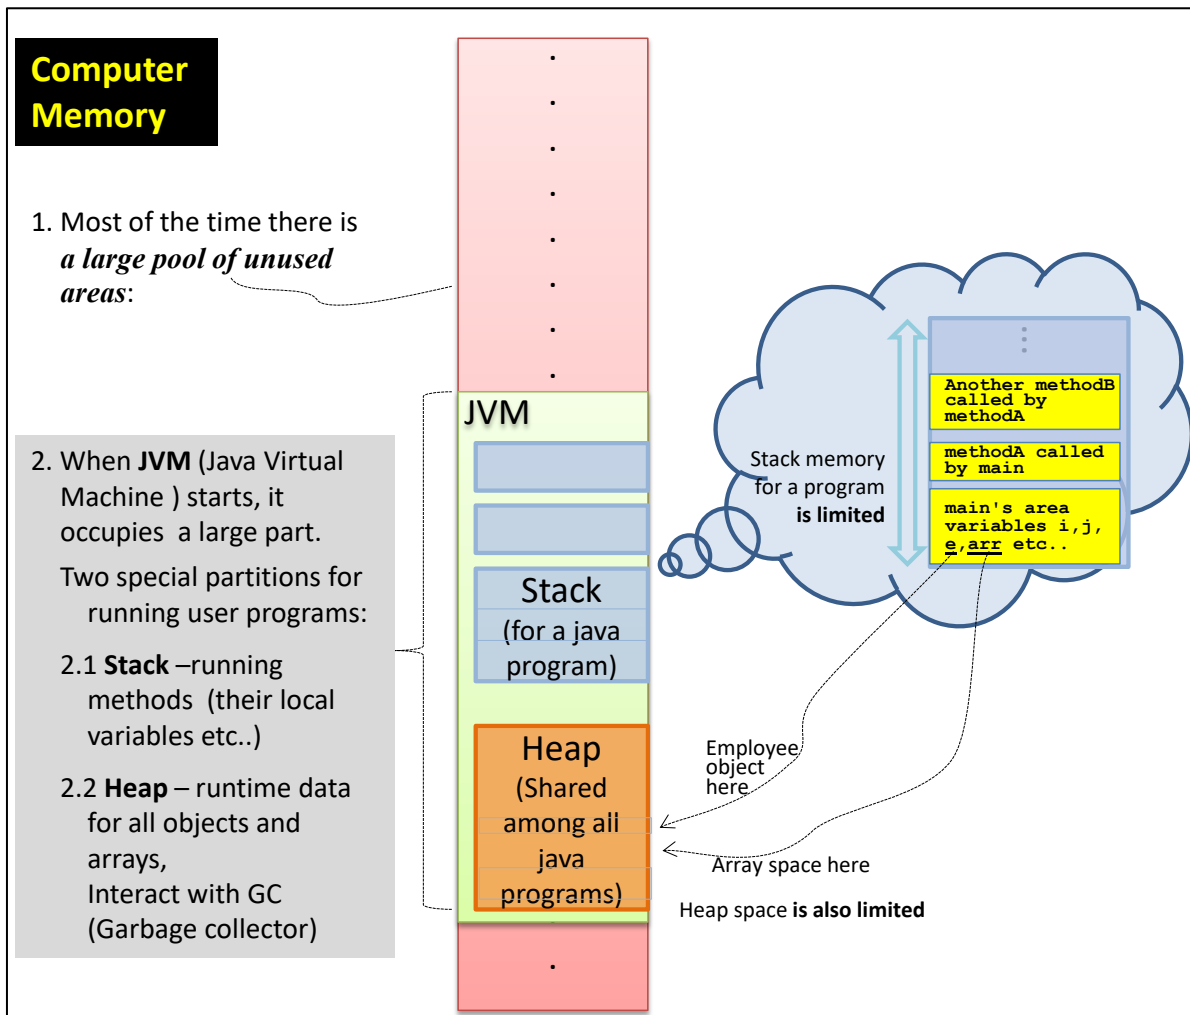 Computer
Memory
1. Most of the time there is
a large pool of unused
areas:
2. When JVM (Java Virtual
Machine ) starts, it
occupies a large part.
Two special partitions for
running user programs:
2.1 Stack –running
methods (their local
variables etc..)
2.2 Heap – runtime data
for all objects and
arrays,
Interact with GC
(Garbage collector)
JVM
Stack
(for a java
program)
Heap
(Shared
among all
java
programs)
Stack memory
for a program
is limited
Another methodB
called by
methodA
methodA called
by main
main's area
variables i,j,
e,arr etc..
Employee
object
here
Array space here
Heap space is also limited